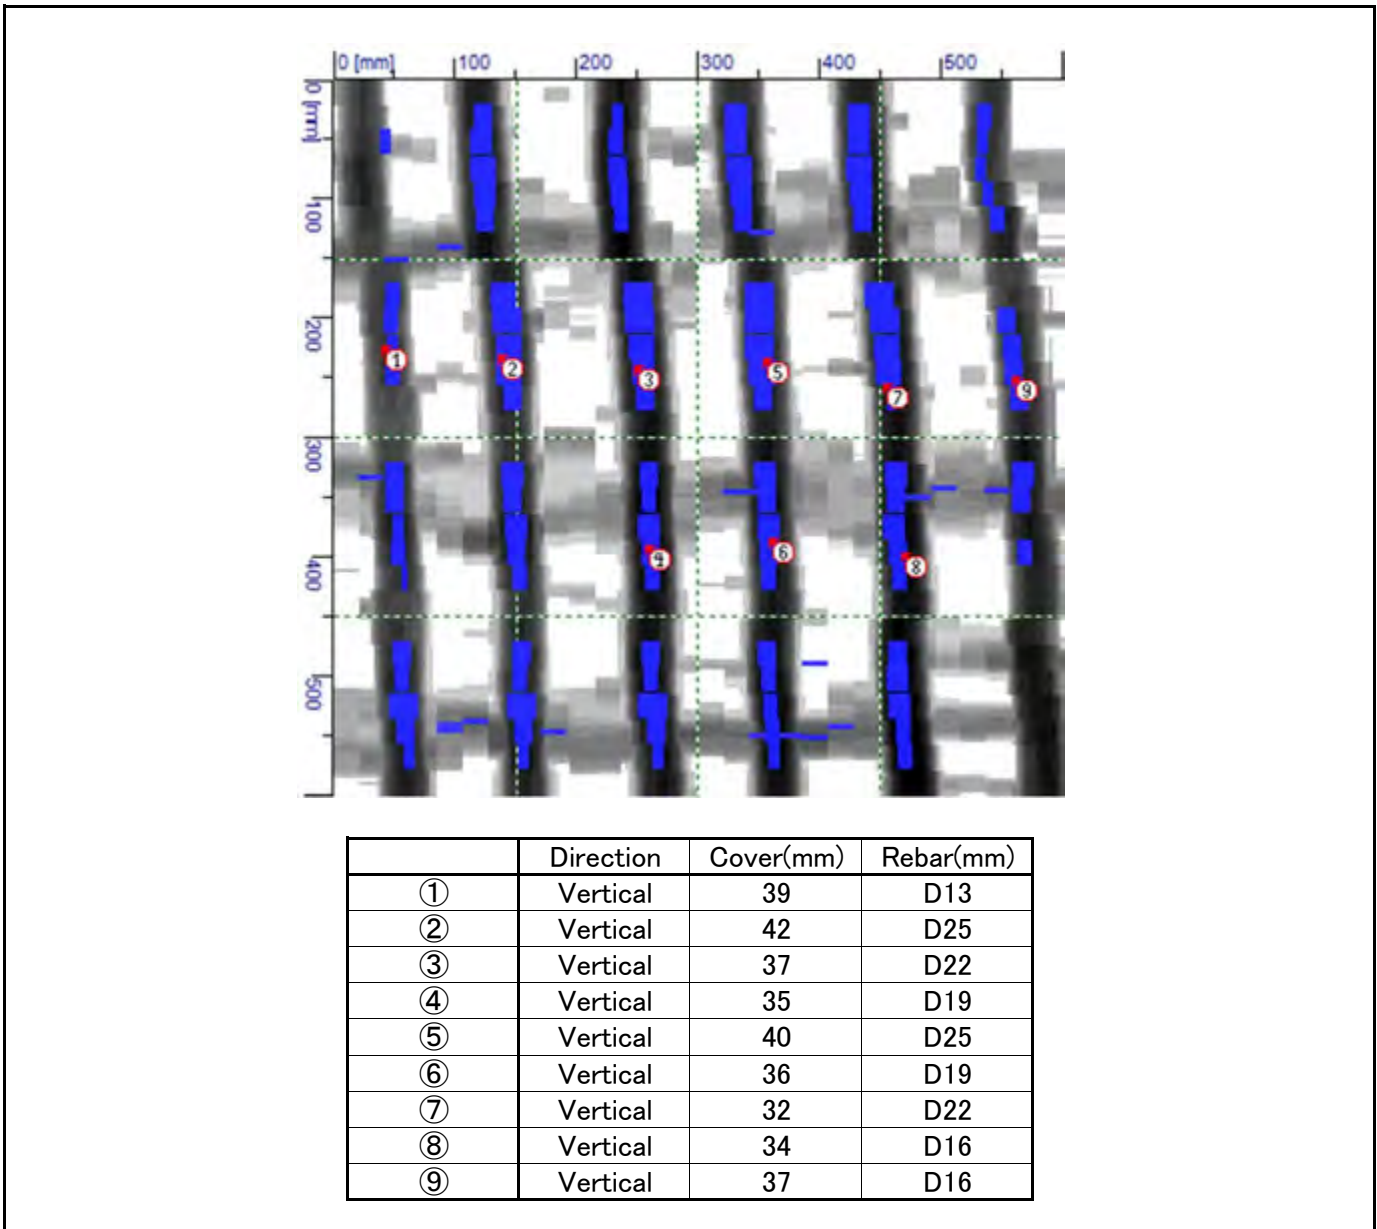 0 [mm] 100 200 300 400 500
0 [mm]
100
200
300
400
500
① ② ③ ⑤ ⑦ ⑨
④ ⑥ ⑧
Direction Cover(mm) Rebar(mm)
① Vertical 39 D13
② Vertical 42 D25
③ Vertical 37 D22
④ Vertical 35 D19
⑤ Vertical 40 D25
⑥ Vertical 36 D19
⑦ Vertical 32 D22
⑧ Vertical 34 D16
⑨ Vertical 37 D16